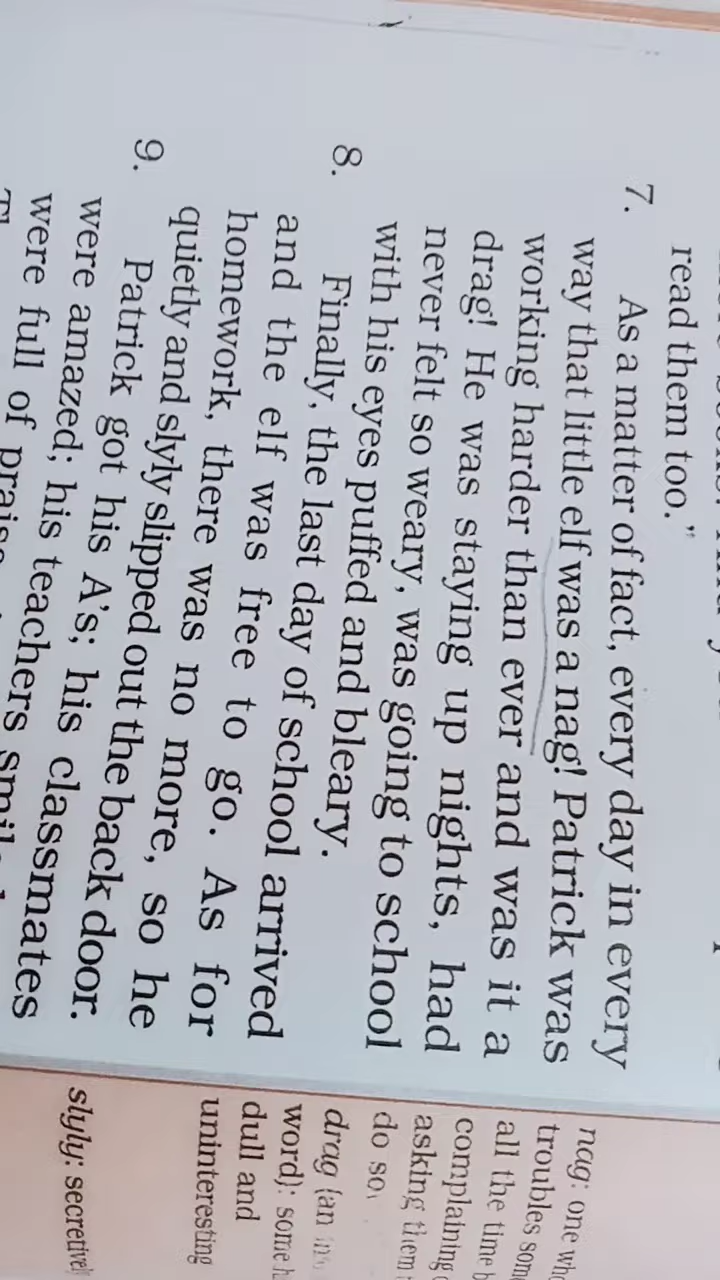 read them too."
7. As a matter of fact, every day in every
way that little elf was a nag! Patrick was
working harder than ever and was it a
drag! He was staying up nights, had
never felt so weary, was going to school
with his eyes puffed and bleary.
8. Finally, the last day of school arrived
and the elf was free to go. As for
homework, there was no more, so he
quietly and slyly slipped out the back door.
9. Patrick got his A's; his classmates
were amazed; his teachers
were full of praise
nag: one
troubles
all the time
complaining
asking them
do so
drag (an
word):
dull and
uninteresting
slyly: